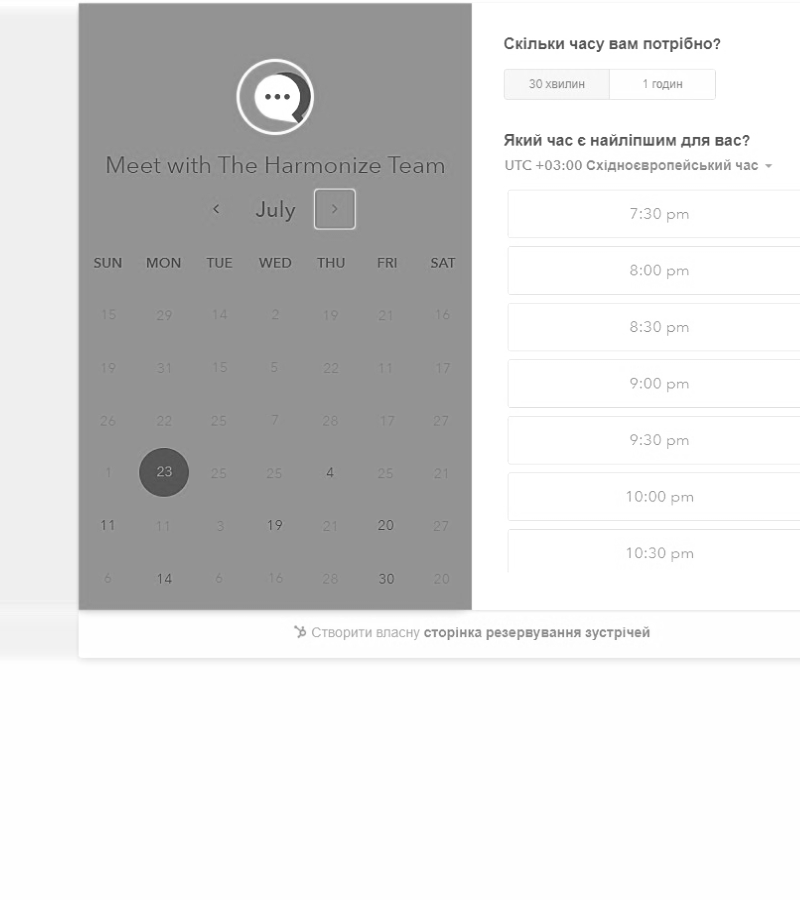 Meet with The Harmonize Team
July
SUN MON TUE WED THU FRI SAT
15 29 14 2 19 21 16
19 31 15 5 22 11 17
26 22 25 7 28 17 27
1 23 25 25 4 25 21
11 11 3 19 21 20 27
6 14 6 16 28 30 20
Скільки часу вам потрібно?
30 хвилин 1 годин
Який час є найліпшим для вас?
UTC +03:00 Східноєвропейський час
7:30 pm
8:00 pm
8:30 pm
9:00 pm
9:30 pm
10:00 pm
10:30 pm
Створити власну сторінка резервування зустрічей